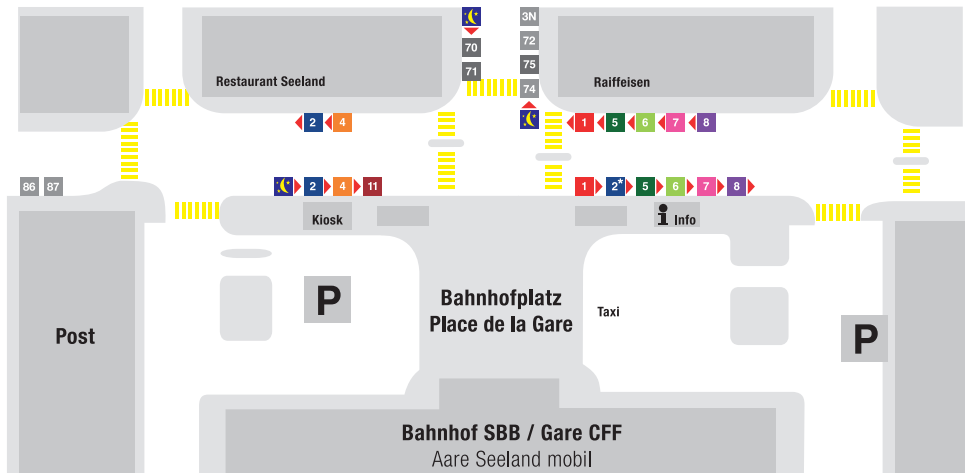 3N
70
72
71
75
74
Restaurant Seeland
Raiffeisen
2 4
1 5 6 7 8
86 87
2 4 11
1 2* 5 6 7 8
Kiosk
i Info
P
Bahnhofplatz
Place de la Gare
Taxi
Post
P
Bahnhof SBB / Gare CFF
Aare Seeland mobil